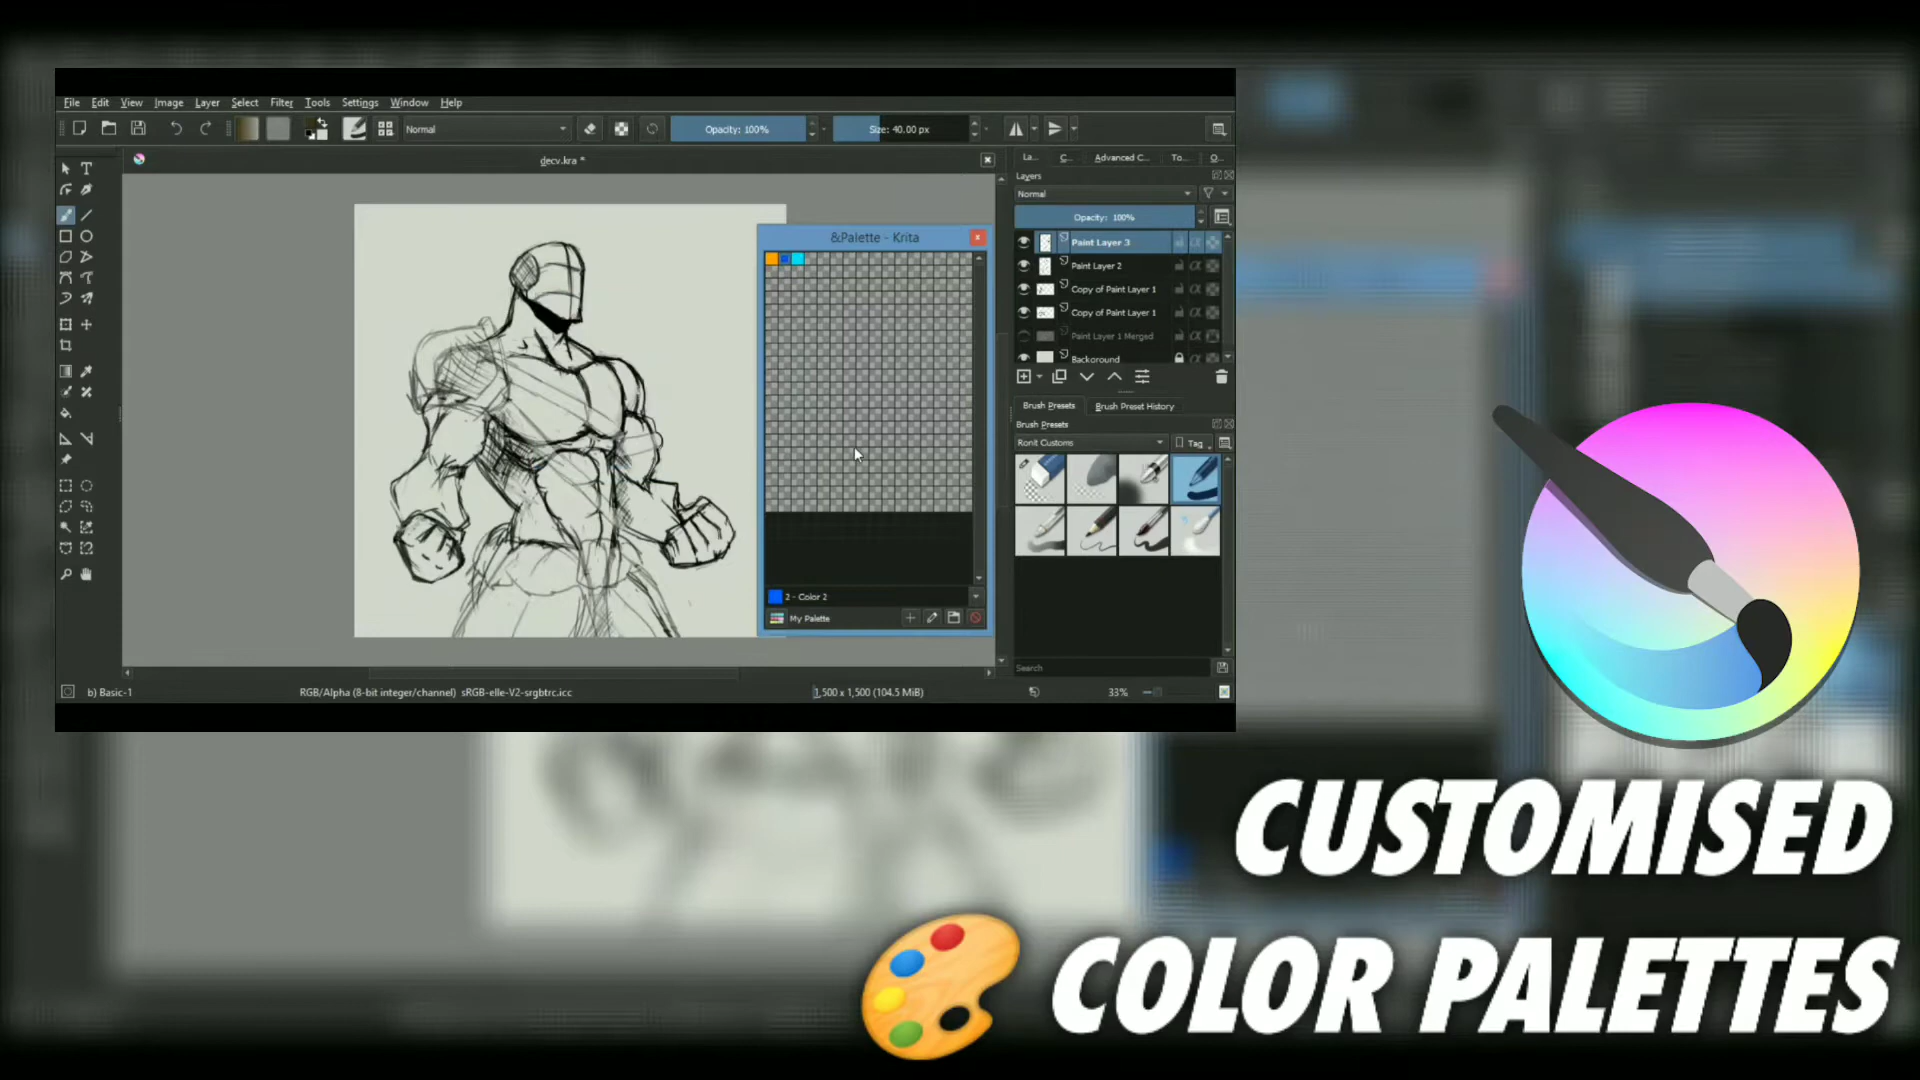 File Edit View Image Layer Select Filter Tools Settings Window Help
Normal Opacity: 100% Size: 40.00 px
decv.kra *
La... C... Advanced C... To... O...
Layers
Normal
Opacity: 100%
Paint Layer 3
Paint Layer 2
Copy of Paint Layer 1
Copy of Paint Layer 1
Paint Layer 1 Merged
Background
&Palette - Krita
2 - Color 2
My Palette
Brush Presets Brush Preset History
Brush Presets
Ronit Customs Tag
Search
b) Basic-1 RGB/Alpha (8-bit integer/channel) sRGB-elle-V2-srgbtrc.icc 1,500 x 1,500 (104.5 MiB) 33%
CUSTOMISED
COLOR PALETTES